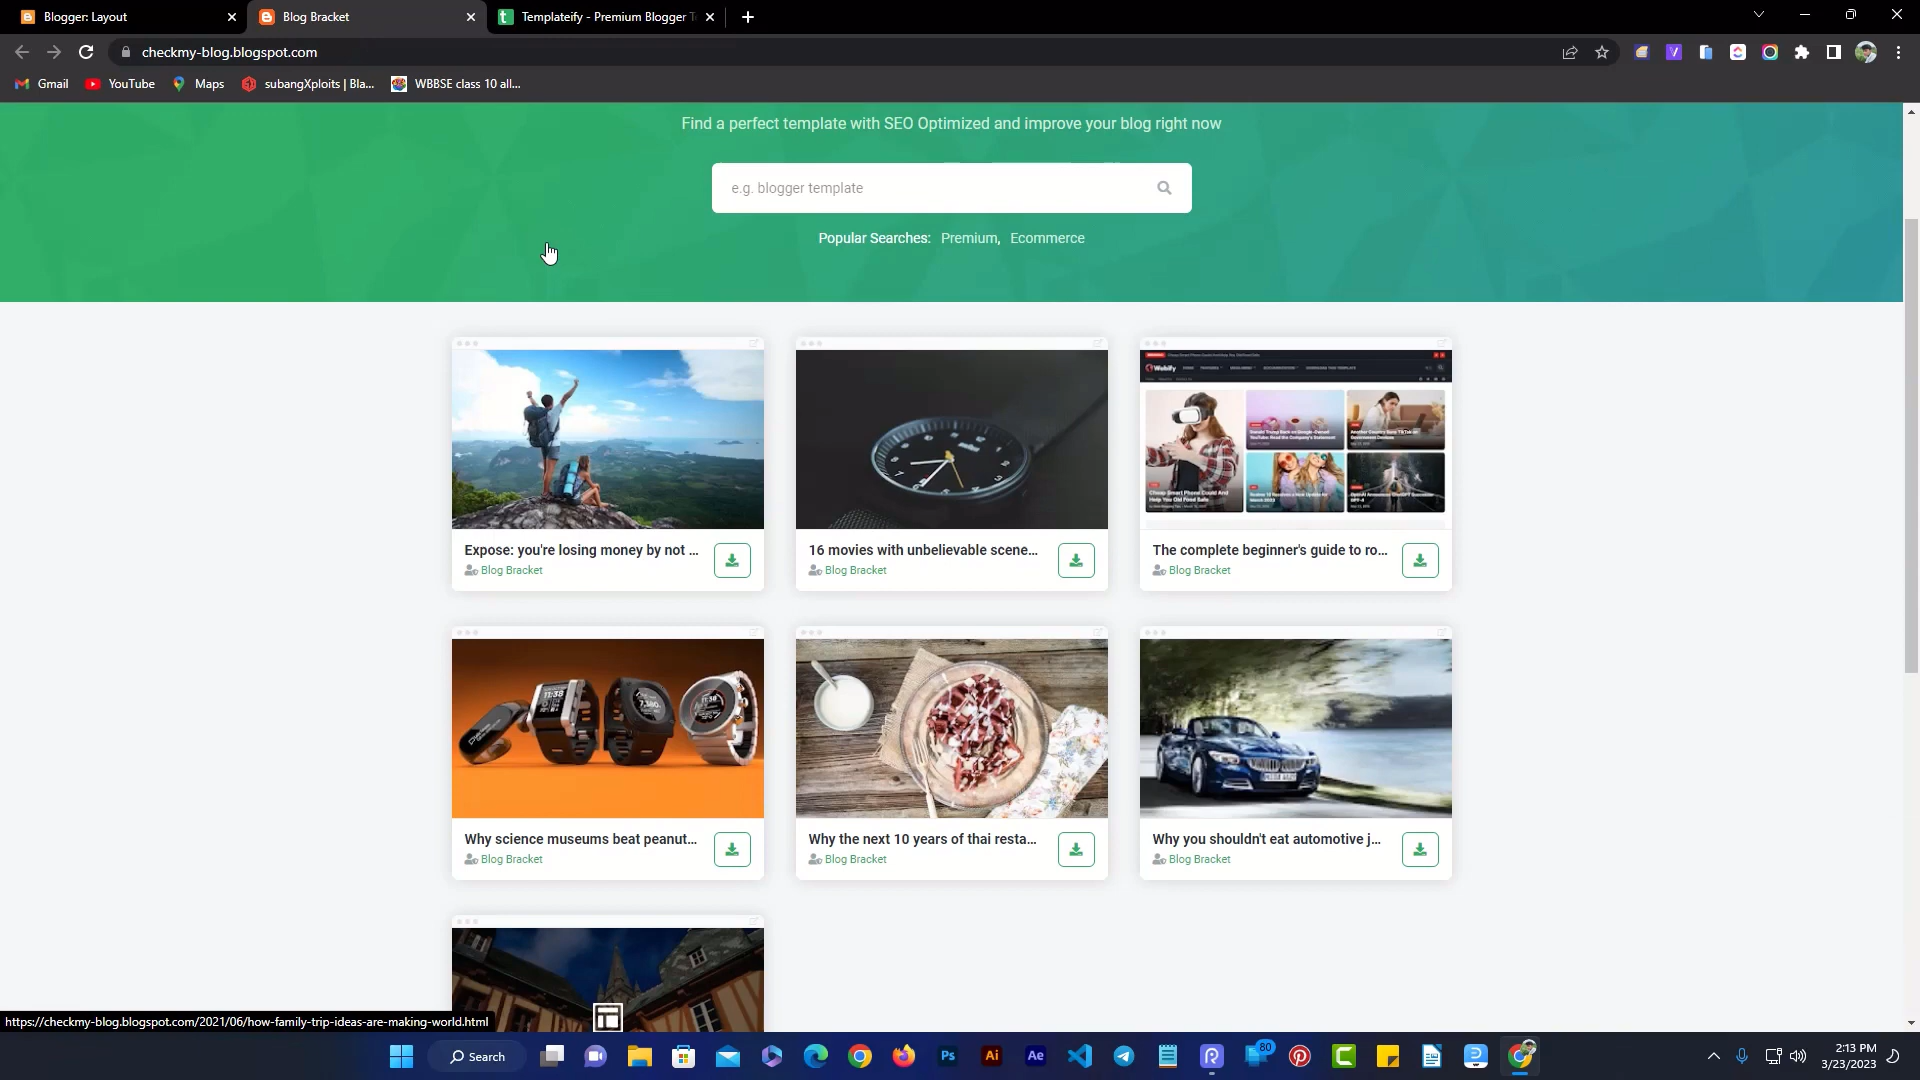 Blogger: Layout
Blog Bracket
Templateify - Premium Blogger T
checkmy-blog.blogspot.com
Gmail
YouTube
Maps
subangXploits | Bla...
WBBSE class 10 all...
Find a perfect template with SEO Optimized and improve your blog right now
e.g. blogger template
Popular Searches: Premium, Ecommerce
Expose: you're losing money by not ...
Blog Bracket
16 movies with unbelievable scene...
Blog Bracket
Webify
The complete beginner's guide to ro...
Blog Bracket
Why science museums beat peanut...
Blog Bracket
Why the next 10 years of thai resta...
Blog Bracket
Why you shouldn't eat automotive j...
Blog Bracket
https://checkmy-blog.blogspot.com/2021/06/how-family-trip-ideas-are-making-world.html
Search
Ps
Ai
Ae
80
2:13 PM
3/23/2023